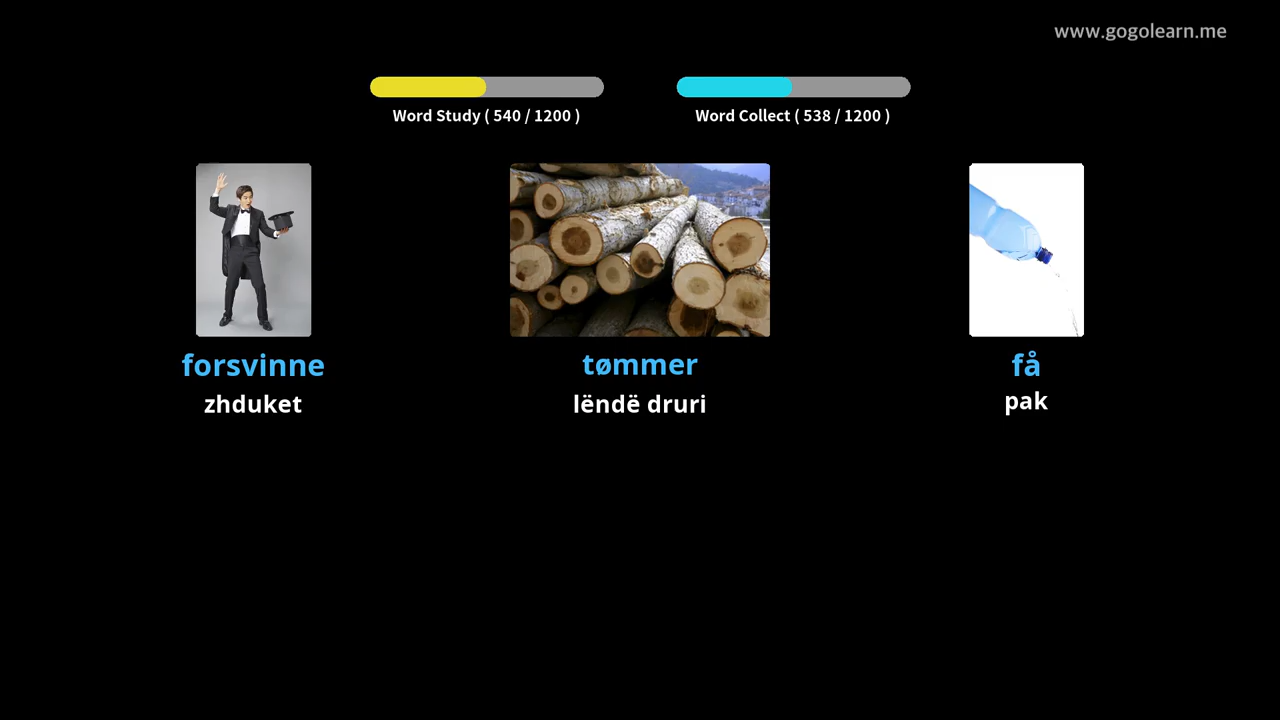 www.gogolearn.me
Word Study ( 540 / 1200 )
Word Collect ( 538 / 1200 )
forsvinne
zhduket
tømmer
lëndë druri
få
pak